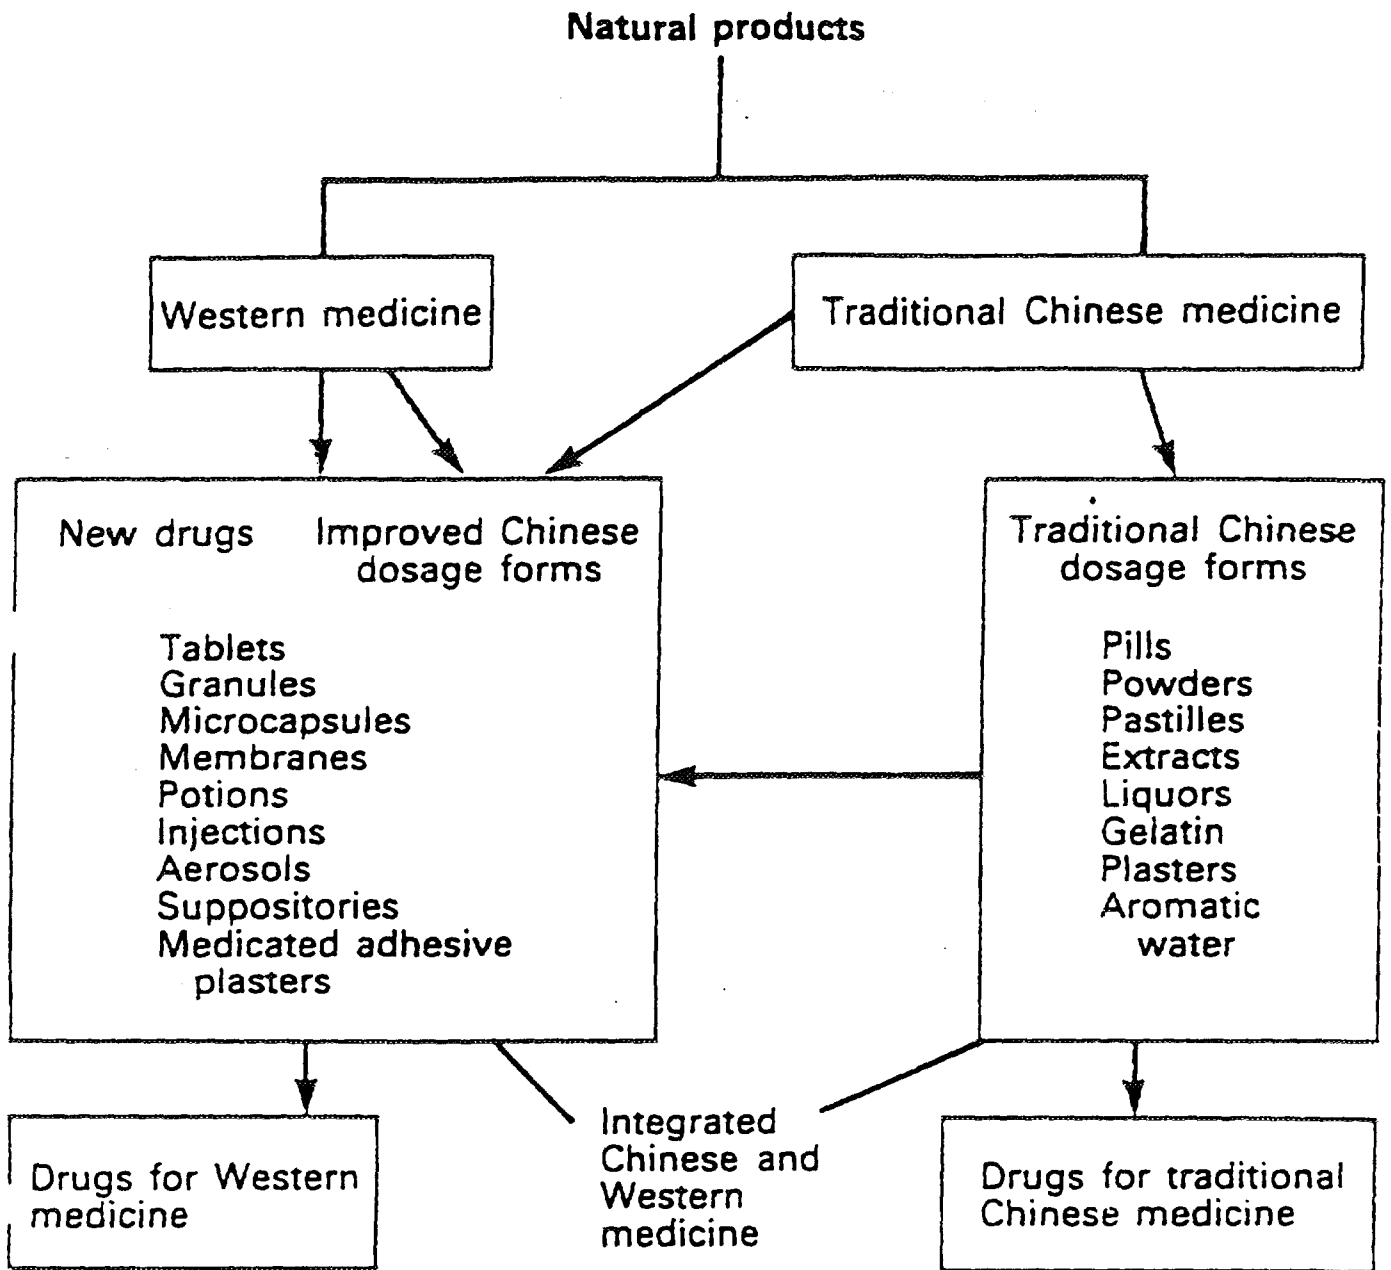 Natural products
Western medicine
Traditional Chinese medicine
New drugs
Improved Chinese
dosage forms
Tablets
Granules
Microcapsules
Membranes
Potions
Injections
Aerosols
Suppositories
Medicated adhesive
plasters
Traditional Chinese
dosage forms
Pills
Powders
Pastilles
Extracts
Liquors
Gelatin
Plasters
Aromatic
water
Drugs for Western
medicine
Integrated
Chinese and
Western
medicine
Drugs for traditional
Chinese medicine